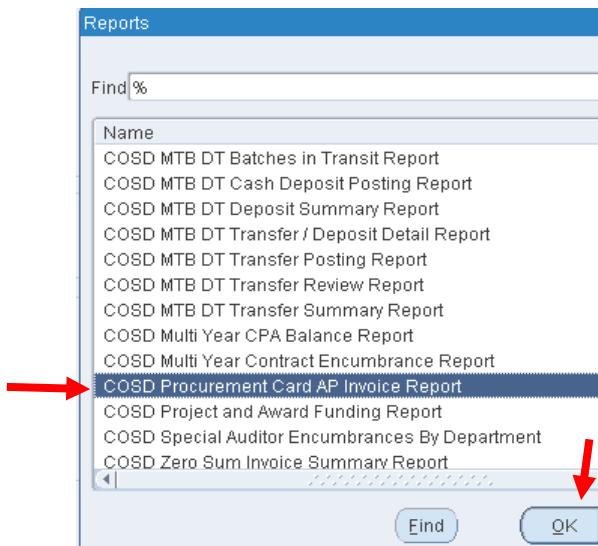 Reports
Find %
Name
COSD MTB DT Batches in Transit Report
COSD MTB DT Cash Deposit Posting Report
COSD MTB DT Deposit Summary Report
COSD MTB DT Transfer / Deposit Detail Report
COSD MTB DT Transfer Posting Report
COSD MTB DT Transfer Review Report
COSD MTB DT Transfer Summary Report
COSD Multi Year CPA Balance Report
COSD Multi Year Contract Encumbrance Report
COSD Procurement Card AP Invoice Report
COSD Project and Award Funding Report
COSD Special Auditor Encumbrances By Department
COSD Zero Sum Invoice Summary Report
Find OK